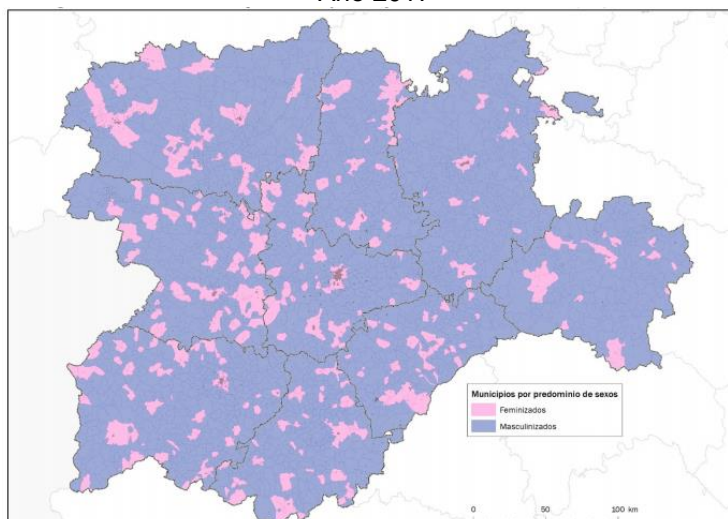 Municipios por predominio de sexos
Feminizados
Masculinizados
0 50 100 km